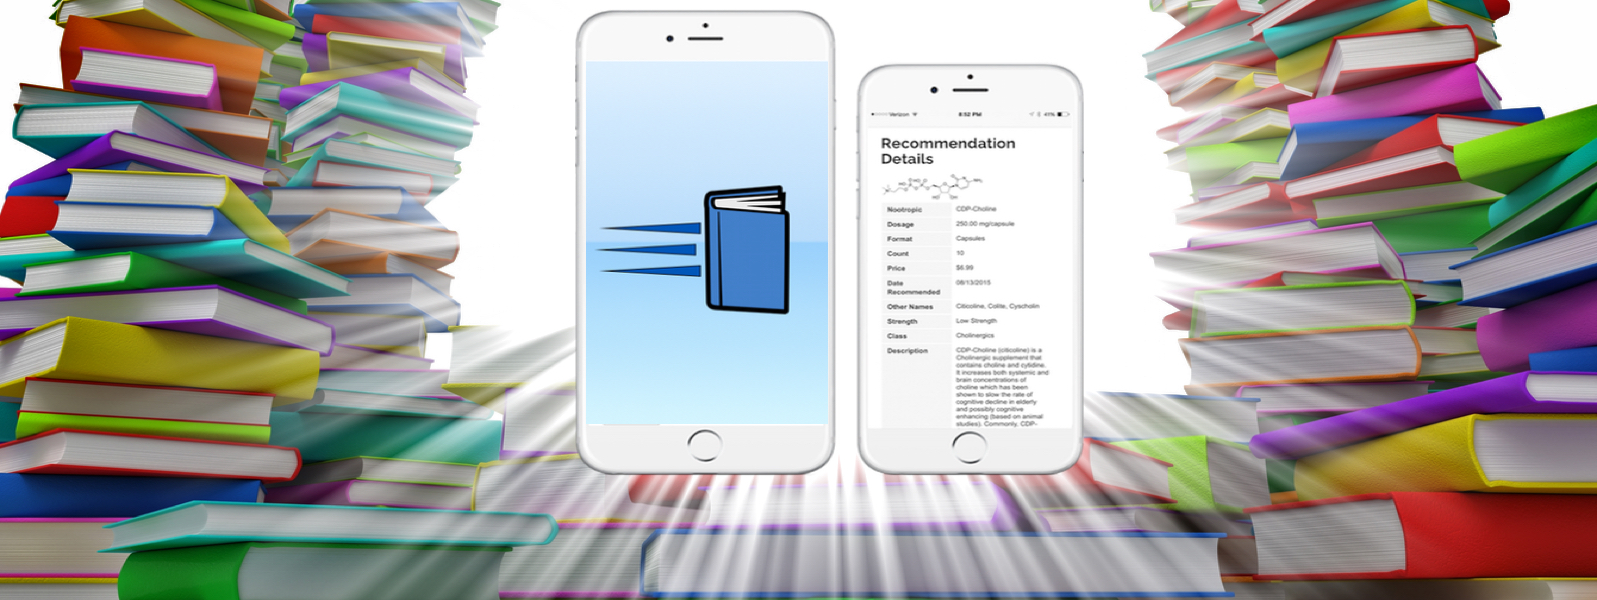 Verizon
8:52 PM
41%
Recommendation
Details
Nootropic CDP-Choline
Dosage 250.00 mg/capsule
Format Capsules
Count 10
Price $6.99
Date
Recommended 08/13/2015
Other Names Citicoline, Colite, Cyscholin
Strength Low Strength
Class Cholinergics
Description CDP-Choline (citicoline) is a
Cholinergic supplement that
contains choline and cytidine.
It increases both systemic and
brain concentrations of
choline which has been
shown to slow the rate of
cognitive decline in elderly
and possibly cognitive
enhancing (based on animal
studies). Commonly, CDP-